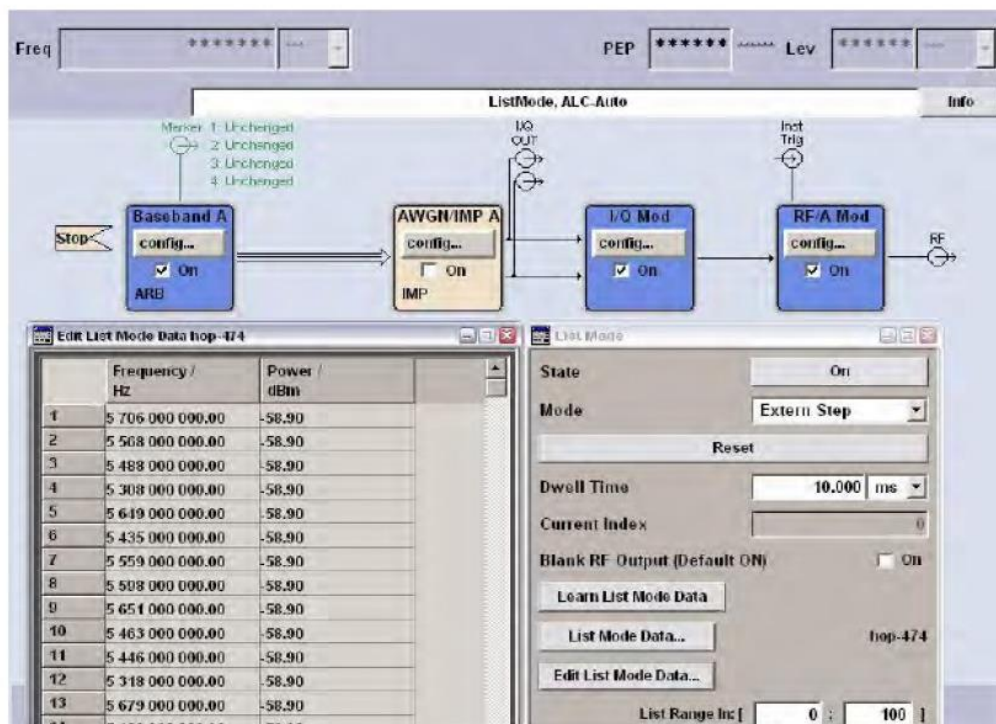 Freq ******* --- PEP ****** ------ Lev ****** ---
ListMode, ALC-Auto Info
Marker 1: Unchanged
2: Unchanged
3: Unchanged
4: Unchanged
I/Q OUT
Inst Trig
Stop
Baseband A
config...
On
ARB
AWGN/IMP A
config...
On
IMP
I/Q Mod
config...
On
RF/A Mod
config...
On
RF
Edit List Mode Data hop-474
Frequency / Hz Power / dBm
1 5 706 000 000.00 -58.90
2 5 508 000 000.00 -58.90
3 5 488 000 000.00 -58.90
4 5 308 000 000.00 -58.90
5 5 649 000 000.00 -58.90
6 5 435 000 000.00 -58.90
7 5 559 000 000.00 -58.90
8 5 598 000 000.00 -58.90
9 5 651 000 000.00 -58.90
10 5 463 000 000.00 -58.90
11 5 446 000 000.00 -58.90
12 5 318 000 000.00 -58.90
13 5 679 000 000.00 -58.90
List Mode
State On
Mode Extern Step
Reset
Dwell Time 10.000 ms
Current Index 0
Blank RF Output (Default ON) On
Learn List Mode Data
List Mode Data... hop-474
Edit List Mode Data...
List Range In: [ 0 : 100 ]